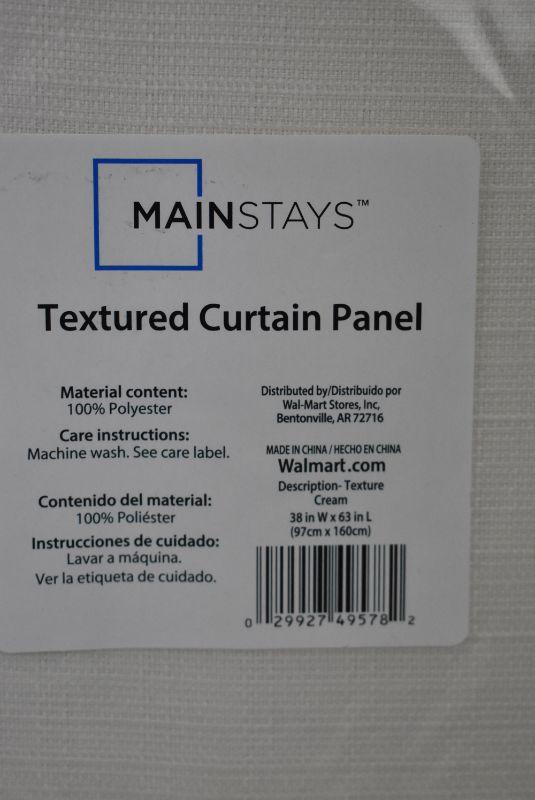 MAINSTAYS™
Textured Curtain Panel
Material content:
100% Polyester
Care instructions:
Machine wash. See care label.
Contenido del material:
100% Poliéster
Instrucciones de cuidado:
Lavar a máquina.
Ver la etiqueta de cuidado.
Distributed by/Distribuido por
Wal-Mart Stores, Inc,
Bentonville, AR 72716
MADE IN CHINA / HECHO EN CHINA
Walmart.com
Description- Texture
Cream
38 in W x 63 in L
(97cm x 160cm)
0 29927 49578 2